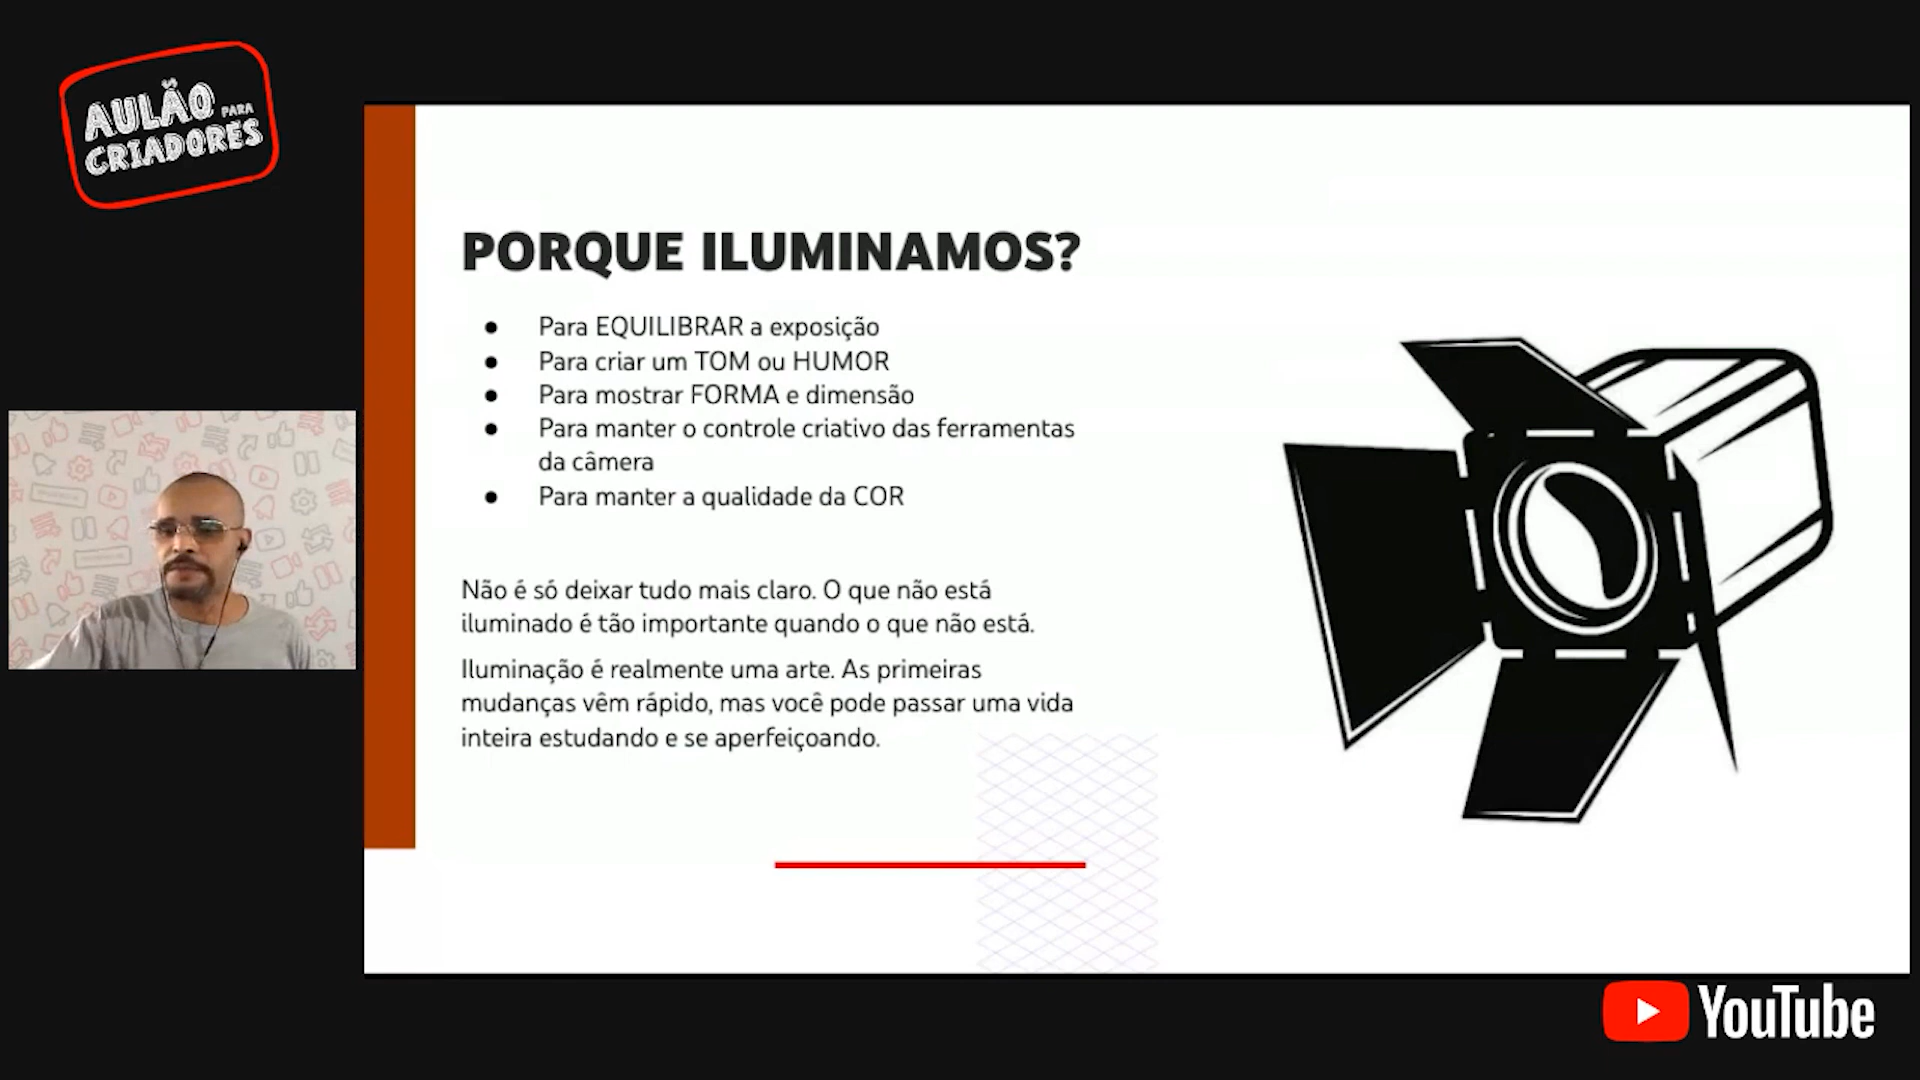 AULÃO PARA
CRIADORES
PORQUE ILUMINAMOS?
● Para EQUILIBRAR a exposição
● Para criar um TOM ou HUMOR
● Para mostrar FORMA e dimensão
● Para manter o controle criativo das ferramentas
da câmera
● Para manter a qualidade da COR
Não é só deixar tudo mais claro. O que não está
iluminado é tão importante quando o que não está.
Iluminação é realmente uma arte. As primeiras
mudanças vêm rápido, mas você pode passar uma vida
inteira estudando e se aperfeiçoando.
YouTube